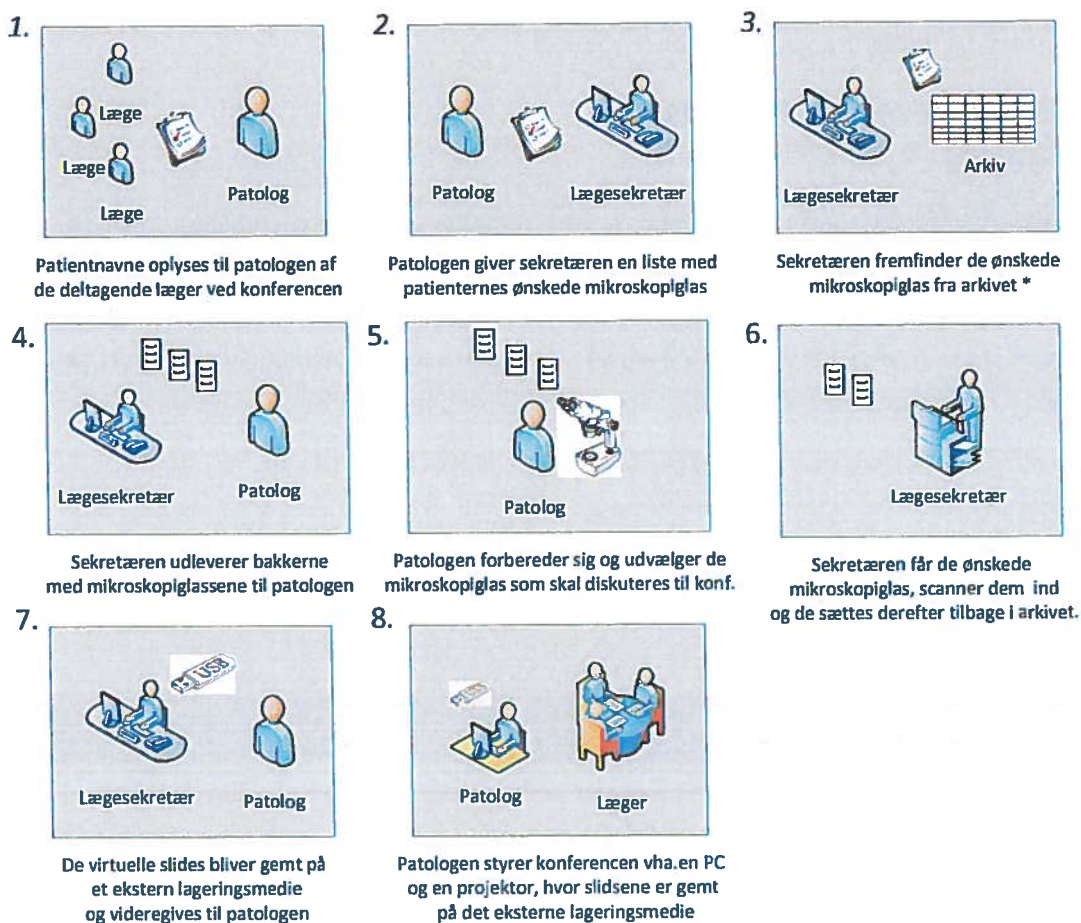 1.
Læge
Læge
Læge
Patolog
Patientnavne oplyses til patologen af
de deltagende læger ved konferencen
2.
Patolog
Lægesekretær
Patologen giver sekretæren en liste med
patienternes ønskede mikroskopiglas
3.
Lægesekretær
Arkiv
Sekretæren fremfinder de ønskede
mikroskopiglas fra arkivet *
4.
Lægesekretær
Patolog
Sekretæren udleverer bakkerne
med mikroskopiglassene til patologen
5.
Patolog
Patologen forbereder sig og udvælger de
mikroskopiglas som skal diskuteres til konf.
6.
Lægesekretær
Sekretæren får de ønskede
mikroskopiglas, scanner dem ind
og de sættes derefter tilbage i arkivet.
7.
USB
Lægesekretær
Patolog
De virtuelle slides bliver gemt på
et ekstern lageringsmedie
og videregives til patologen
8.
Patolog
Læger
Patologen styrer konferencen vha.en PC
og en projektor, hvor slidsene er gemt
på det eksterne lageringsmedie